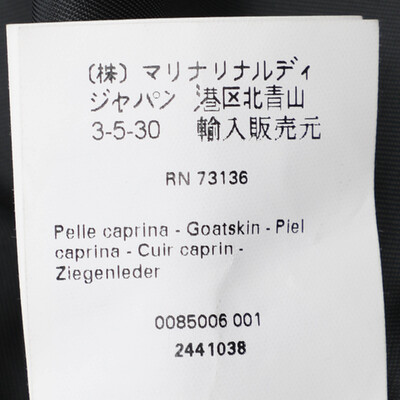 (株) マリナリナルディ
ジャパン 港区北青山
3-5-30 輸入販売元
RN 73136
Pelle caprina - Goatskin - Piel
caprina - Cuir caprin -
Ziegenleder
0085006 001
2441038